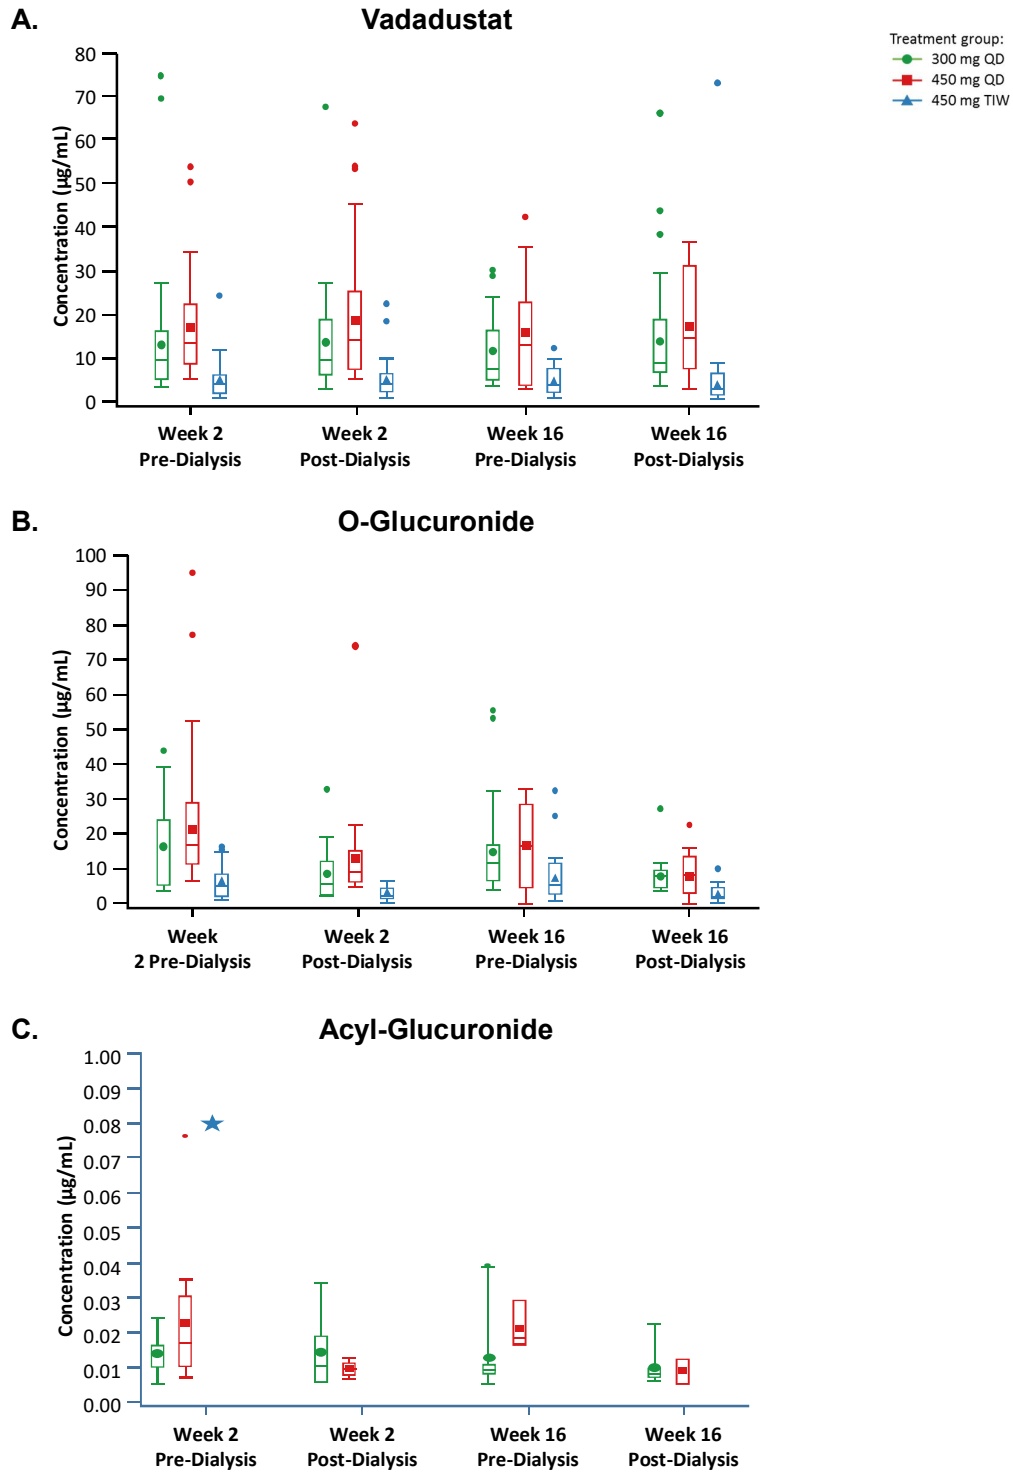 A.
Vadadustat
Treatment group:
300 mg QD
450 mg QD
450 mg TIW
Concentration (µg/mL)
80
70
60
50
40
30
20
10
0
Week 2
Pre-Dialysis
Week 2
Post-Dialysis
Week 16
Pre-Dialysis
Week 16
Post-Dialysis
B.
O-Glucuronide
Concentration (µg/mL)
100
90
80
70
60
50
40
30
20
10
0
Week
2 Pre-Dialysis
Week 2
Post-Dialysis
Week 16
Pre-Dialysis
Week 16
Post-Dialysis
C.
Acyl-Glucuronide
Concentration (µg/mL)
1.00
0.09
0.08
0.07
0.06
0.05
0.04
0.03
0.02
0.01
0.00
Week 2
Pre-Dialysis
Week 2
Post-Dialysis
Week 16
Pre-Dialysis
Week 16
Post-Dialysis